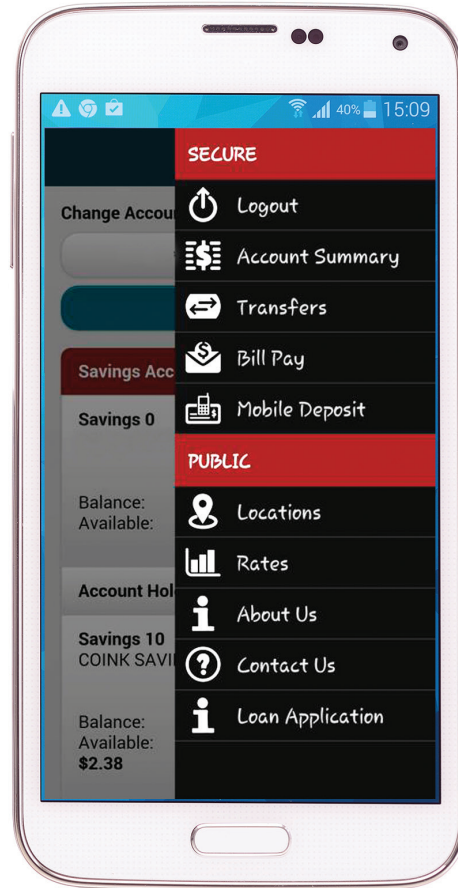 40% 15:09
SECURE
Logout
Account Summary
Transfers
Bill Pay
Mobile Deposit
PUBLIC
Locations
Rates
About Us
Contact Us
Loan Application
Change Accou
Savings Acc
Savings 0
Balance:
Available:
Account Hol
Savings 10
COINK SAVI
Balance:
Available:
$2.38